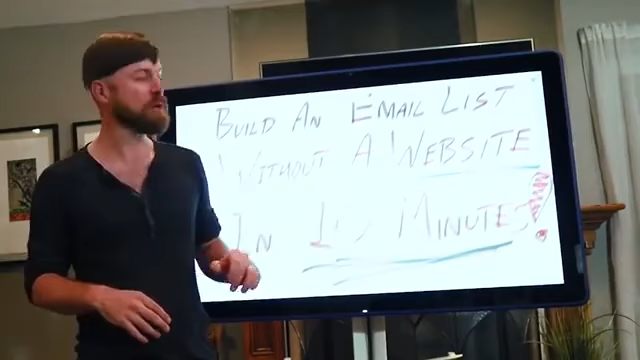 BUILD AN EMAIL LIST
WITHOUT A WEBSITE
IN MINUTES!